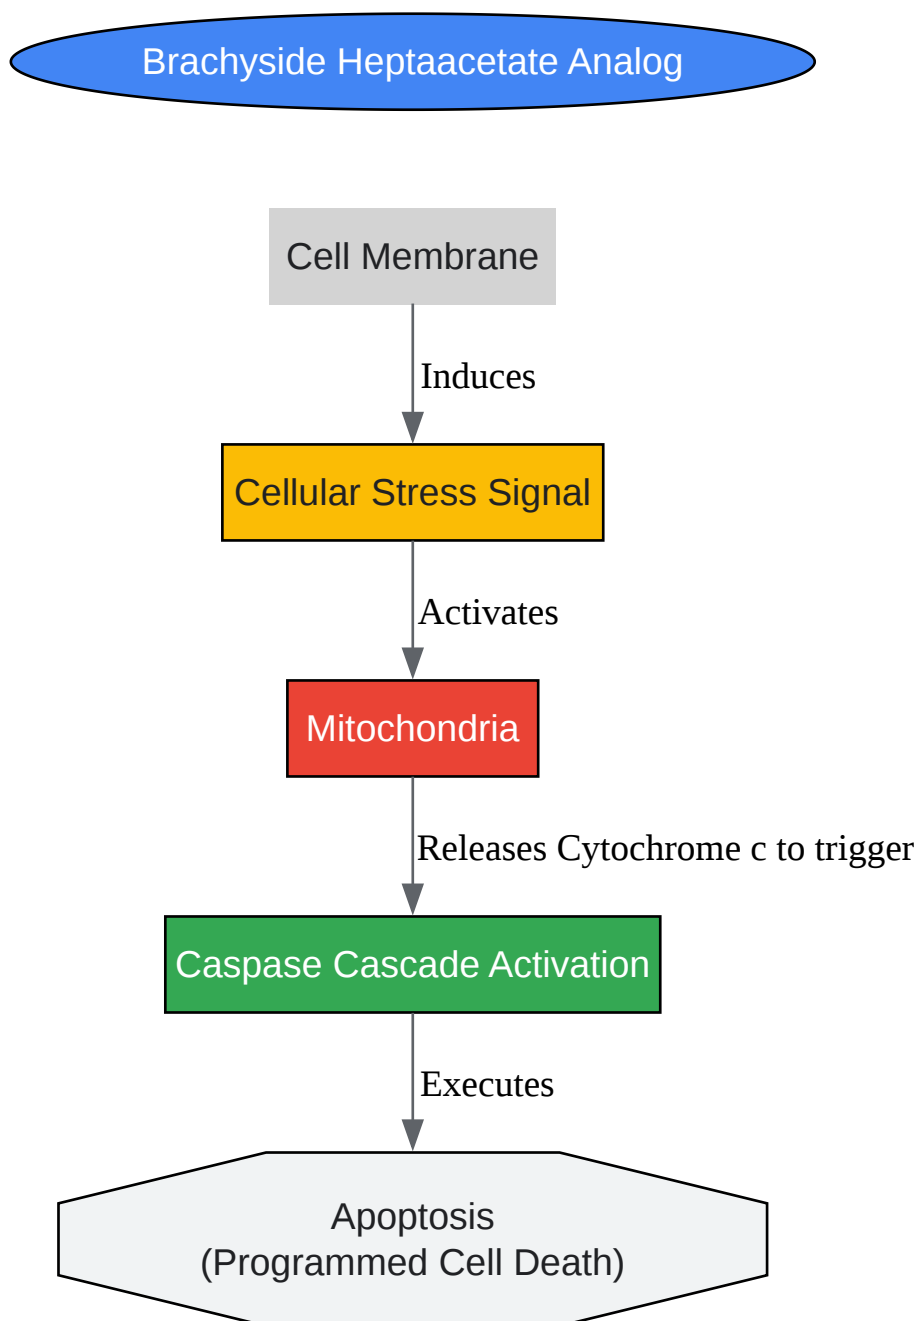 Brachyside Heptaacetate Analog
Cell Membrane
Induces
Cellular Stress Signal
Activates
Mitochondria
Releases Cytochrome c to trigger
Caspase Cascade Activation
Executes
Apoptosis
(Programmed Cell Death)